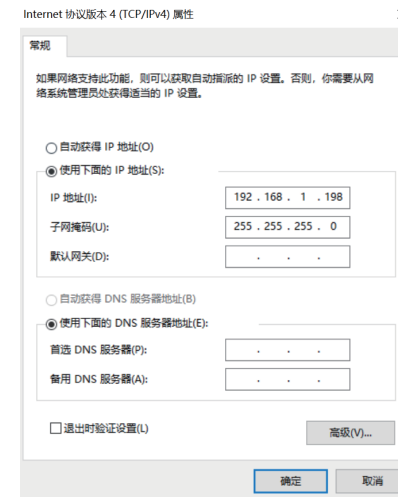 Internet 协议版本 4 (TCP/IPv4) 属性
常规
如果网络支持此功能，则可以获取自动指派的 IP 设置。否则，你需要从网
络系统管理员处获得适当的 IP 设置。
自动获得 IP 地址(O)
使用下面的 IP 地址(S):
IP 地址(I): 192 . 168 . 1 . 198
子网掩码(U): 255 . 255 . 255 . 0
默认网关(D): . . .
自动获得 DNS 服务器地址(B)
使用下面的 DNS 服务器地址(E):
首选 DNS 服务器(P): . . .
备用 DNS 服务器(A): . . .
退出时验证设置(L)
高级(V)...
确定 取消